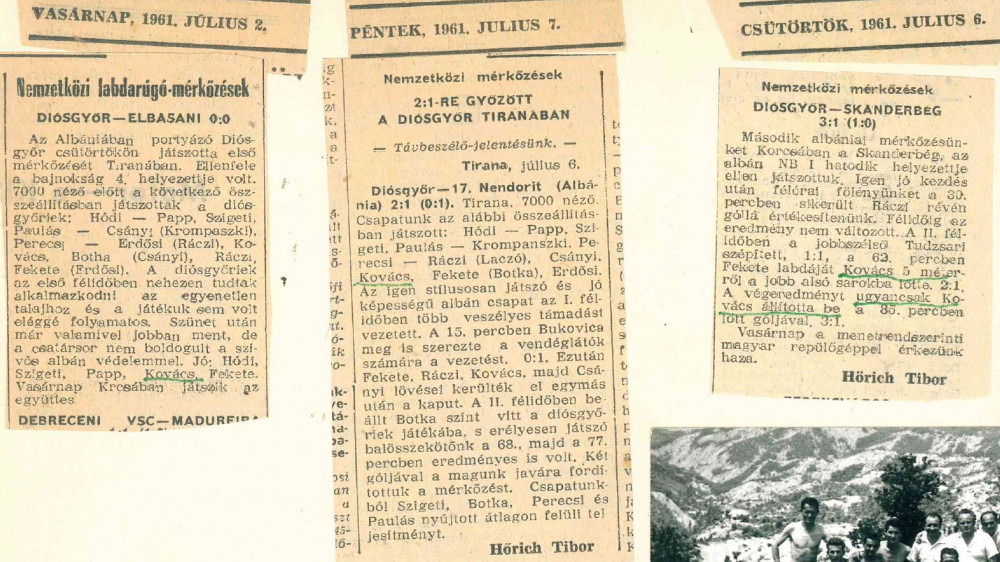 VASÁRNAP, 1961. JÚLIUS 2.
Nemzetközi labdarúgó-mérkőzések
DIÓSGYŐR—ELBASANI 0:0
Az Albániában portyázó Diós-
győr csütörtökön játszotta első
mérkőzését Tiranában. Ellenfele
a bajnokság 4. helyezettje volt.
7000 néző előtt a következő ösz-
szeállításban játszottak a diós-
győriek: Hódi — Papp, Szigeti,
Paulás — Csányi (Krompaszki),
Perecsi — Erdősi (Ráczi), Ko-
vács, Botha (Csányi), Ráczi,
Fekete (Erdősi). A diósgyőriek
az első félidőben nehezen tudtak
alkalmazkodni az egyenetlen
talajhoz és a játékuk sem volt
eléggé folyamatos. Szünet után
már valamivel jobban ment, de
a csatársor nem boldogult a szí-
vós albán védelemmel. Jó: Hódi,
Szigeti, Papp, Kovács, Fekete.
Vasárnap Krcsában játszik az
együttes
DEBRECENI VSC—MADUREIRA
PÉNTEK, 1961. JULIUS 7.
Nemzetközi mérkőzések
2:1-RE GYŐZÖTT
A DIÓSGYŐR TIRANÁBAN
— Távbeszélő-jelentésünk. —
Tirana, július 6.
Diósgyőr—17. Nendorit (Albá-
nia) 2:1 (0:1). Tirana, 7000 néző.
Csapatunk az alábbi összeállítás-
ban játszott: Hódi — Papp, Szi-
geti, Paulás — Krompanszki, Pe-
recsi — Ráczi (Laczó), Csányi,
Kovács, Fekete (Botka), Erdősi.
Az igen stílusosan játszó és jó
képességű albán csapat az I. fél-
időben több veszélyes támadást
vezetett. A 15. percben Bukovica
meg is szerezte a vendéglátók
számára a vezetést. 0:1. Ezután
Fekete, Ráczi, Kovács, majd Csá-
nyi lövései kerülték el egymás
után a kaput. A II. félidőben be-
állt Botka színt vitt a diósgyő-
riek játékába, s erélyesen játszó
balösszekötőnk a 68., majd a 77.
percben eredményes is volt. Két
góljával a magunk javára fordí-
tottuk a mérkőzést. Csapatunk-
ból Szigeti, Botka, Perecsi és
Paulás nyújtott átlagon felüli tel
jesítményt.
Hörich Tibor
CSÜTÖRTÖK, 1961. JULIUS 6.
Nemzetközi mérkőzések
DIÓSGYŐR—SKANDERBÉG
3:1 (1:0)
Második albániai mérkőzésün-
ket Korcsában a Skanderbég, az
albán NB I hatodik helyezettje
ellen játszottuk. Igen jó kezdés
után félórai fölényünket a 30.
percben sikerült Ráczi révén
góllá értékesítenünk. Félidőig az
eredmény nem változott. A II. fél-
időben a jobbszélső Tudzsari
szépített, 1:1, a 62. percben
Fekete labdáját Kovács 5 méter-
ről a jobb alsó sarokba lőtte. 2:1.
A végeredményt ugyancsak Ko-
vács állította be a 85. percben
lőtt góljával. 3:1.
Vasárnap a menetrendszerinti
magyar repülőgéppel érkezünk
haza.
Hörich Tibor